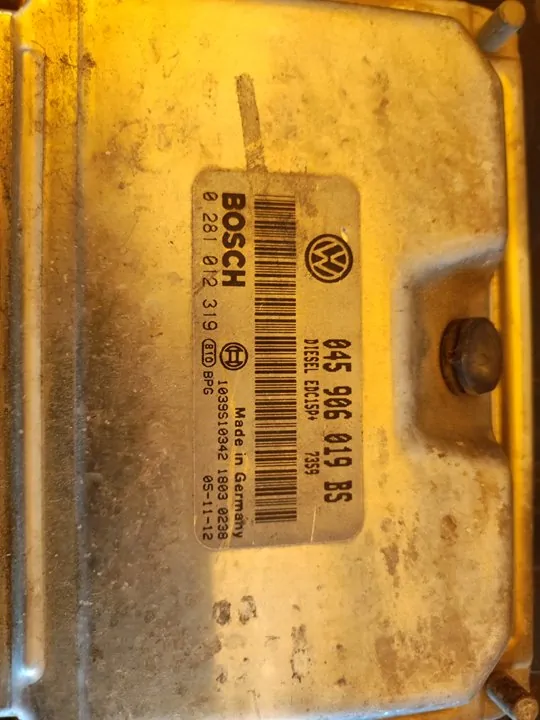 045 906 019 BS
DIESEL EDC15P+ 7359
BOSCH
Made in Germany
0 281 012 319
BPG
1039S10342 1803 0238
05-11-12